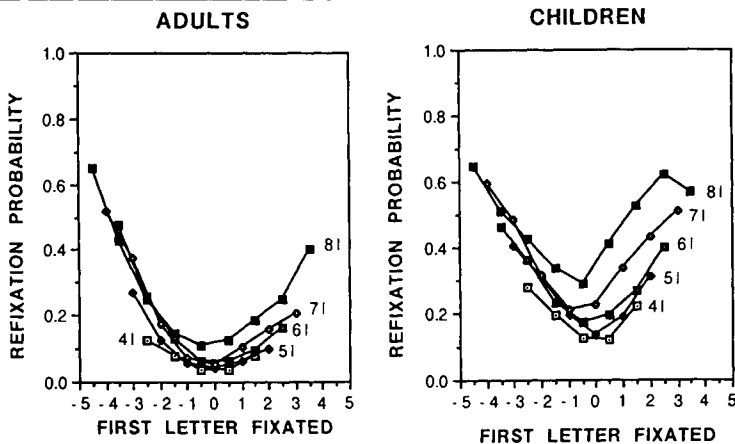 ADULTS
CHILDREN
REFIXATION PROBABILITY
1.0
0.8
0.6
0.4
0.2
0.0
8l
7l
6l
5l
4l
-5 -4 -3 -2 -1 0 1 2 3 4 5
FIRST LETTER FIXATED
REFIXATION PROBABILITY
1.0
0.8
0.6
0.4
0.2
0.0
8l
7l
6l
5l
4l
-5 -4 -3 -2 -1 0 1 2 3 4 5
FIRST LETTER FIXATED